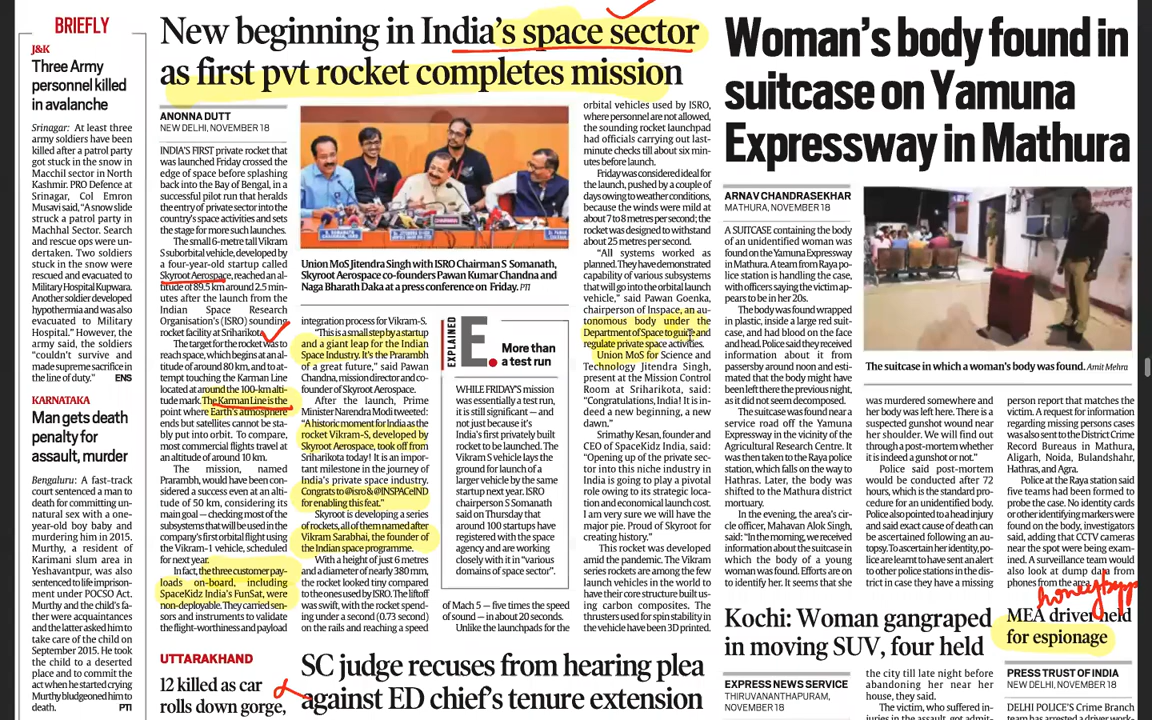 BRIEFLY
J&K
Three Army
personnel killed
in avalanche
Srinagar: At least three
army soldiers have been
killed after a patrol party
got stuck in the snow in
Macchil sector in North
Kashmir. PRO Defence at
Srinagar, Col Emron
Musavi said, "A snow slide
struck a patrol party in
Machhal Sector. Search
and rescue ops were un-
dertaken. Two soldiers
stuck in the snow were
rescued and evacuated to
Military Hospital Kupwara.
Another soldier developed
hypothermia and was also
evacuated to Military
Hospital." However, the
army said, the soldiers
"couldn't survive and
made supreme sacrifice in
the line of duty." ENS
KARNATAKA
Man gets death
penalty for
assault, murder
Bengaluru: A fast-track
court sentenced a man to
death for committing un-
natural sex with a one-
year-old boy baby and
murdering him in 2015.
Murthy, a resident of
Karimani slum area in
Yeshavantpur, was also
sentenced to life imprison-
ment under POCSO Act.
Murthy and the child's fa-
ther were acquaintances
and the latter asked him to
take care of the child on
September 2015. He took
the child to a deserted
place and to commit the
act when he started crying
Murthy bludgeoned him to
death. PTI
New beginning in India's space sector
as first pvt rocket completes mission
ANONNA DUTT
NEW DELHI, NOVEMBER 18
INDIA'S FIRST private rocket that
was launched Friday crossed the
edge of space before splashing
back into the Bay of Bengal, in a
successful pilot run that heralds
the entry of private sector into the
country's space activities and sets
the stage for more such launches.
The small 6-metre tall Vikram
S suborbital vehicle, developed by
a four-year-old startup called
Skyroot Aerospace, reached an al-
titude of 89.5 km around 2.5 min-
utes after the launch from the
Indian Space Research
Organisation's (ISRO) sounding
rocket facility at Sriharikota.
The target for the rocket was to
reach space, which begins at an al-
titude of around 80 km, and to at-
tempt touching the Karman Line
located at around the 100-km alti-
tude mark. The Karman Line is the
point where Earth's atmosphere
ends but satellites cannot be sta-
bly put into orbit. To compare,
most commercial flights travel at
an altitude of around 10 km.
The mission, named
Prarambh, would have been con-
sidered a success even at an alti-
tude of 50 km, considering its
main goal — checking most of the
subsystems that will be used in the
company's first orbital flight using
the Vikram-1 vehicle, scheduled
for next year.
In fact, the three customer pay-
loads on-board, including
SpaceKidz India's FunSat, were
non-deployable. They carried sen-
sors and instruments to validate
the flight-worthiness and payload
Union MoS Jitendra Singh with ISRO Chairman S Somanath,
Skyroot Aerospace co-founders Pawan Kumar Chandna and
Naga Bharath Daka at a press conference on Friday. PTI
integration process for Vikram-S.
"This is a small step by a startup
and a giant leap for the Indian
Space Industry. It's the Prarambh
of a great future," said Pawan
Chandna, mission director and co-
founder of Skyroot Aerospace.
After the launch, Prime
Minister Narendra Modi tweeted:
"A historic moment for India as the
rocket Vikram-S, developed by
Skyroot Aerospace, took off from
Sriharikota today! It is an impor-
tant milestone in the journey of
India's private space industry.
Congrats to @isro & @INSPACeIND
for enabling this feat."
Skyroot is developing a series
of rockets, all of them named after
Vikram Sarabhai, the founder of
the Indian space programme.
With a height of just 6 metres
and a diameter of nearly 380 mm,
the rocket looked tiny compared
to the ones used by ISRO. The liftoff
was swift, with the rocket spend-
ing under a second (0.73 second)
on the rails and reaching a speed
EXPLAINED
E.
More than
a test run
WHILE FRIDAY'S mission
was essentially a test run,
it is still significant — and
not just because it's
India's first privately built
rocket to be launched. The
Vikram S vehicle lays the
ground for launch of a
larger vehicle by the same
startup next year. ISRO
chairperson S Somanath
said on Thursday that
around 100 startups have
registered with the space
agency and are working
closely with it in "various
domains of space sector".
of Mach 5 — five times the speed
of sound — in about 20 seconds.
Unlike the launchpads for the
orbital vehicles used by ISRO,
where personnel are not allowed,
the sounding rocket launchpad
had officials carrying out last-
minute checks till about six min-
utes before launch.
Friday was considered ideal for
the launch, pushed by a couple of
days owing to weather conditions,
because the winds were mild at
about 7 to 8 metres per second; the
rocket was designed to withstand
about 25 metres per second.
"All systems worked as
planned. They have demonstrated
capability of various subsystems
that will go into the orbital launch
vehicle," said Pawan Goenka,
chairperson of Inspace, an au-
tonomous body under the
Department of Space to guide and
regulate private space activities.
Union MoS for Science and
Technology Jitendra Singh,
present at the Mission Control
Room at Sriharikota, said:
"Congratulations, India! It is in-
deed a new beginning, a new
dawn."
Srimathy Kesan, founder and
CEO of SpaceKidz India, said:
"Opening up of the private sec-
tor into this niche industry in
India is going to play a pivotal
role owing to its strategic loca-
tion and economical launch cost.
I am very sure we will have the
major pie. Proud of Skyroot for
creating history."
This rocket was developed
amid the pandemic. The Vikram
series rockets are among the few
launch vehicles in the world to
have their core structure built us-
ing carbon composites. The
thrusters used for spin stability in
the vehicle have been 3D printed.
Woman's body found in
suitcase on Yamuna
Expressway in Mathura
ARNAV CHANDRASEKHAR
MATHURA, NOVEMBER 18
A SUITCASE containing the body
of an unidentified woman was
found on the Yamuna Expressway
in Mathura. A team from Raya po-
lice station is handling the case,
with officers saying the victim ap-
pears to be in her 20s.
The body was found wrapped
in plastic, inside a large red suit-
case, and had blood on the face
and head. Police said they received
information about it from
passersby around noon and esti-
mated that the body might have
been left there the previous night,
as it did not seem decomposed.
The suitcase was found near a
service road off the Yamuna
Expressway in the vicinity of the
Agricultural Research Centre. It
was then taken to the Raya police
station, which falls on the way to
Hathras. Later, the body was
shifted to the Mathura district
mortuary.
In the evening, the area's cir-
cle officer, Mahavan Alok Singh,
said: "In the morning, we received
information about the suitcase in
which the body of a young
woman was found. Efforts are on
to identify her. It seems that she
The suitcase in which a woman's body was found. Amit Mehra
was murdered somewhere and
her body was left here. There is a
suspected gunshot wound near
her shoulder. We will find out
through a post-mortem whether
it is indeed a gunshot or not."
Police said post-mortem
would be conducted after 72
hours, which is the standard pro-
cedure for an unidentified body.
Police also pointed to a head injury
and said exact cause of death can
be ascertained following an au-
topsy. To ascertain her identity, po-
lice are learnt to have sent an alert
to other police stations in the dis-
trict in case they have a missing
person report that matches the
victim. A request for information
regarding missing persons cases
was also sent to the District Crime
Record Bureaus in Mathura,
Aligarh, Noida, Bulandshahr,
Hathras, and Agra.
Police at the Raya station said
five teams had been formed to
probe the case. No identity cards
or other identifying markers were
found on the body, investigators
said, adding that CCTV cameras
near the spot were being exam-
ined. A surveillance team would
also look at dump data from
phones from the area.
honeytrapp
UTTARAKHAND
12 killed as car
rolls down gorge,
SC judge recuses from hearing plea
against ED chief's tenure extension
Kochi: Woman gangraped
in moving SUV, four held
EXPRESS NEWS SERVICE
THIRUVANANTHAPURAM,
NOVEMBER 18
the city till late night before
abandoning her near her
house, they said.
The victim, who suffered in-
juries in the assault, got admit-
MEA driver held
for espionage
PRESS TRUST OF INDIA
NEW DELHI, NOVEMBER 18
DELHI POLICE'S Crime Branch
team has arrested a driver work-